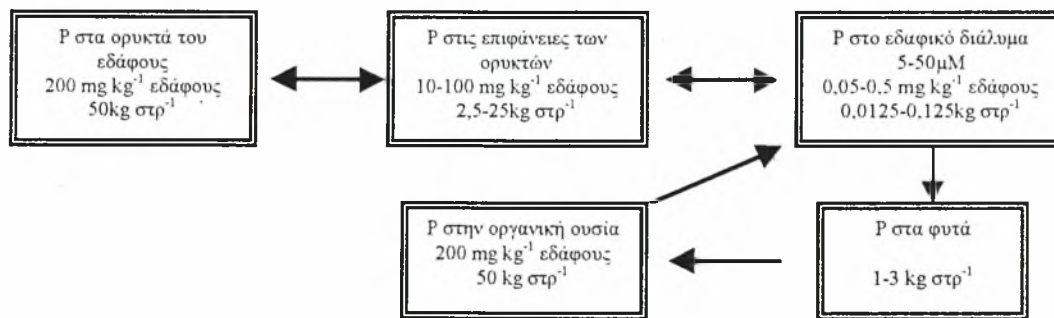 P στα ορυκτά του
εδάφους
200 mg kg⁻¹ εδάφους
50kg στρ⁻¹
P στις επιφάνειες των
ορυκτών
10-100 mg kg⁻¹ εδάφους
2,5-25kg στρ⁻¹
P στο εδαφικό διάλυμα
5-50μM
0,05-0.5 mg kg⁻¹ εδάφους
0,0125-0,125kg στρ⁻¹
P στην οργανική ουσία
200 mg kg⁻¹ εδάφους
50 kg στρ⁻¹
P στα φυτά
1-3 kg στρ⁻¹